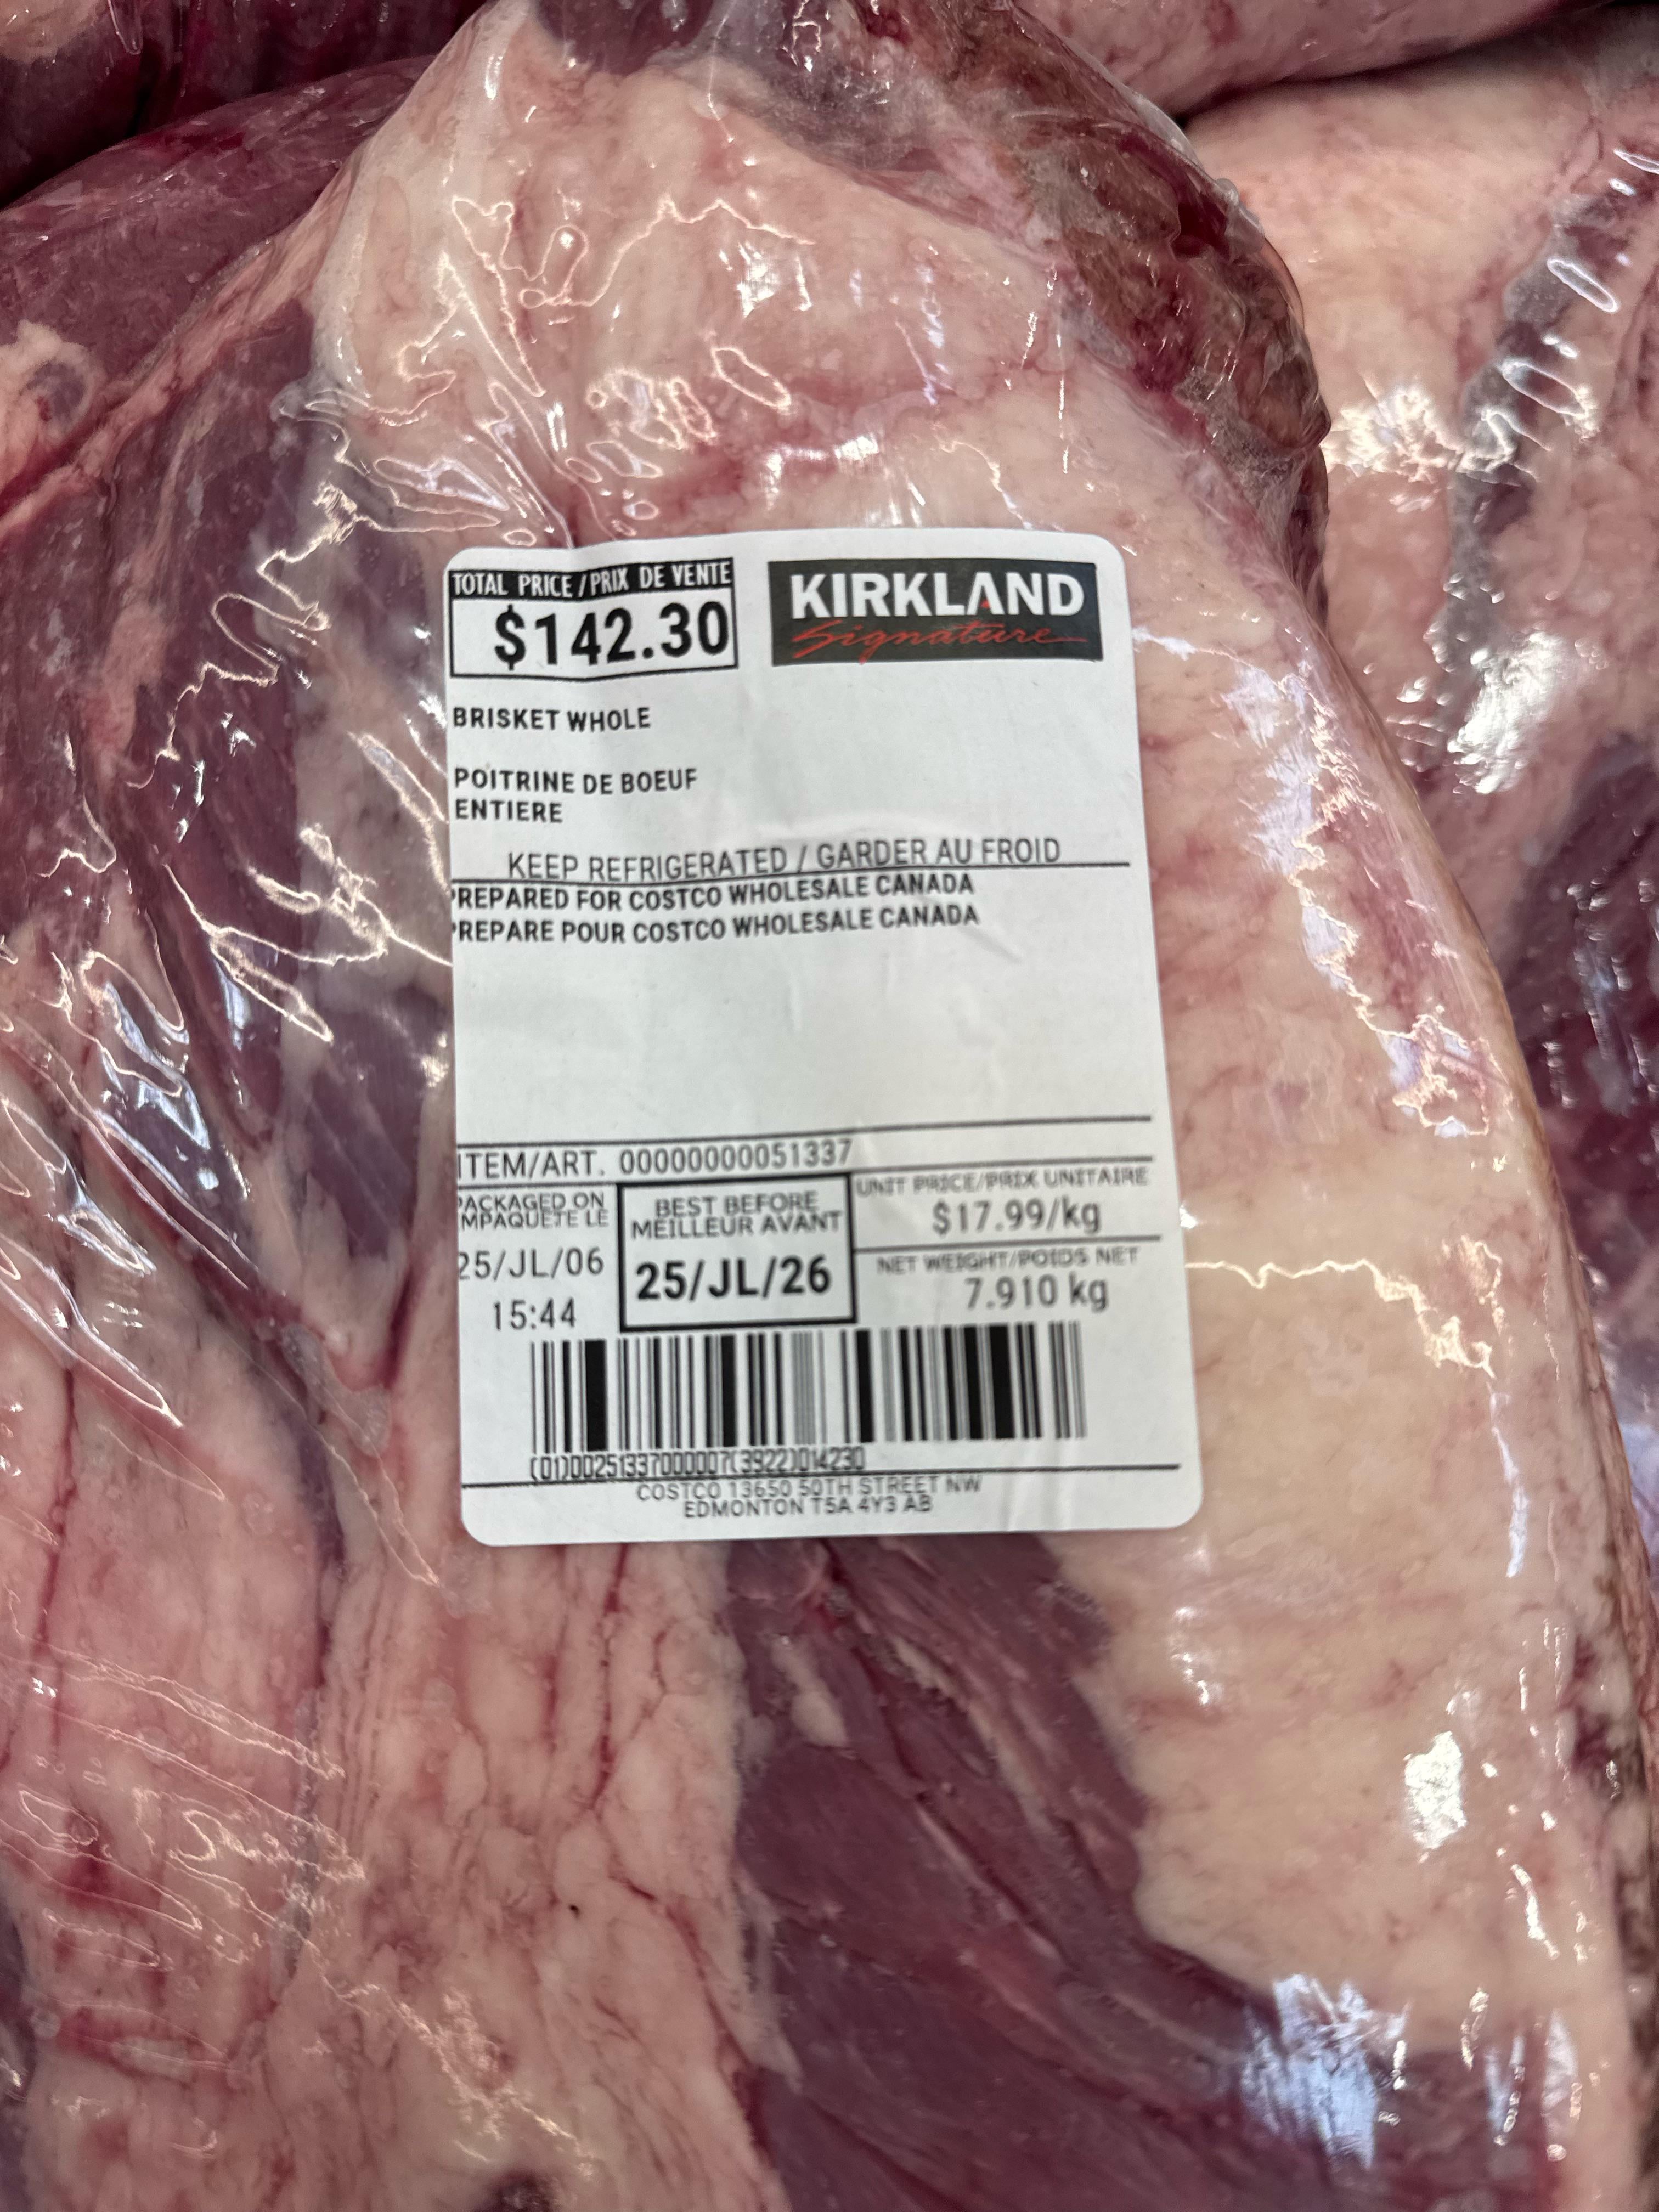 TOTAL PRICE / PRIX DE VENTE
$142.30
KIRKLAND
Signature
BRISKET WHOLE
POITRINE DE BOEUF
ENTIERE
KEEP REFRIGERATED / GARDER AU FROID
PREPARED FOR COSTCO WHOLESALE CANADA
PREPARE POUR COSTCO WHOLESALE CANADA
ITEM/ART. 00000000051337
PACKAGED ON
MPAQUETE LE
25/JL/06
15:44
BEST BEFORE
MEILLEUR AVANT
25/JL/26
UNIT PRICE/PRIX UNITAIRE
$17.99/kg
NET WEIGHT/POIDS NET
7.910 kg
(01)00251337000007(3922)014230
COSTCO 13650 50TH STREET NW
EDMONTON T5A 4Y3 AB